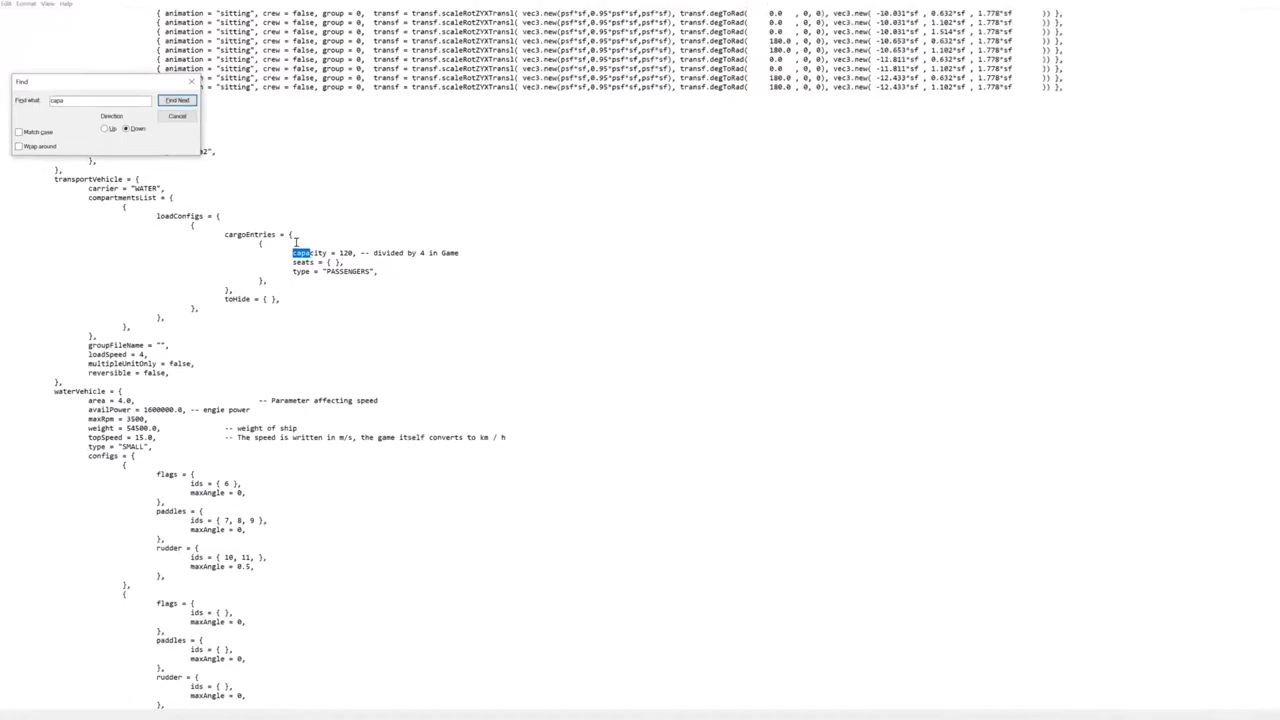 Edit Format View Help
{ animation = "sitting", crew = false, group = 0,  transf = transf.scaleRotZYXTransl( vec3.new(psf*sf,0.95*psf*sf,psf*sf), transf.degToRad(     0.0   , 0, 0), vec3.new( -10.031*sf , 0.632*sf , 1.778*sf      )) },
{ animation = "sitting", crew = false, group = 0,  transf = transf.scaleRotZYXTransl( vec3.new(psf*sf,0.95*psf*sf,psf*sf), transf.degToRad(     0.0   , 0, 0), vec3.new( -10.031*sf , 1.102*sf , 1.778*sf      )) },
{ animation = "sitting", crew = false, group = 0,  transf = transf.scaleRotZYXTransl( vec3.new(psf*sf,0.95*psf*sf,psf*sf), transf.degToRad(     0.0   , 0, 0), vec3.new( -10.031*sf , 1.514*sf , 1.778*sf      )) },
{ animation = "sitting", crew = false, group = 0,  transf = transf.scaleRotZYXTransl( vec3.new(psf*sf,0.95*psf*sf,psf*sf), transf.degToRad(     180.0 , 0, 0), vec3.new( -10.653*sf , 0.632*sf , 1.778*sf      )) },
{ animation = "sitting", crew = false, group = 0,  transf = transf.scaleRotZYXTransl( vec3.new(psf*sf,0.95*psf*sf,psf*sf), transf.degToRad(     180.0 , 0, 0), vec3.new( -10.653*sf , 1.102*sf , 1.778*sf      )) },
{ animation = "sitting", crew = false, group = 0,  transf = transf.scaleRotZYXTransl( vec3.new(psf*sf,0.95*psf*sf,psf*sf), transf.degToRad(     0.0   , 0, 0), vec3.new( -12.811*sf , 0.632*sf , 1.778*sf      )) },
= "sitting", crew = false, group = 0,  transf = transf.scaleRotZYXTransl( vec3.new(psf*sf,0.95*psf*sf,psf*sf), transf.degToRad(     0.0   , 0, 0), vec3.new( -11.811*sf , 1.102*sf , 1.778*sf      )) },
= "sitting", crew = false, group = 0,  transf = transf.scaleRotZYXTransl( vec3.new(psf*sf,0.95*psf*sf,psf*sf), transf.degToRad(     180.0 , 0, 0), vec3.new( -12.433*sf , 0.632*sf , 1.778*sf      )) },
= "sitting", crew = false, group = 0,  transf = transf.scaleRotZYXTransl( vec3.new(psf*sf,0.95*psf*sf,psf*sf), transf.degToRad(     180.0 , 0, 0), vec3.new( -12.433*sf , 1.102*sf , 1.778*sf      )) },
Find
Find what: capa
Find Next
Direction
Cancel
Up Down
Match case
Wrap around
a2",
},
},
transportVehicle = {
carrier = "WATER",
compartmentsList = {
{
loadConfigs = {
{
cargoEntries = {
{
capacity = 120, -- divided by 4 in Game
seats = { },
type = "PASSENGERS",
},
},
toHide = { },
},
},
},
},
groupFileName = "",
loadSpeed = 4,
multipleUnitOnly = false,
reversible = false,
},
waterVehicle = {
area = 4.0, -- Parameter affecting speed
availPower = 1600000.0, -- engie power
maxRpm = 3500,
weight = 54500.0, -- weight of ship
topSpeed = 15.0, -- The speed is written in m/s, the game itself converts to km / h
type = "SMALL",
configs = {
{
flags = {
ids = { 6 },
maxAngle = 0,
},
paddles = {
ids = { 7, 8, 9 },
maxAngle = 0,
},
rudder = {
ids = { 10, 11, },
maxAngle = 0.5,
},
},
{
flags = {
ids = { },
maxAngle = 0,
},
paddles = {
ids = { },
maxAngle = 0,
},
rudder = {
ids = { },
maxAngle = 0,
},